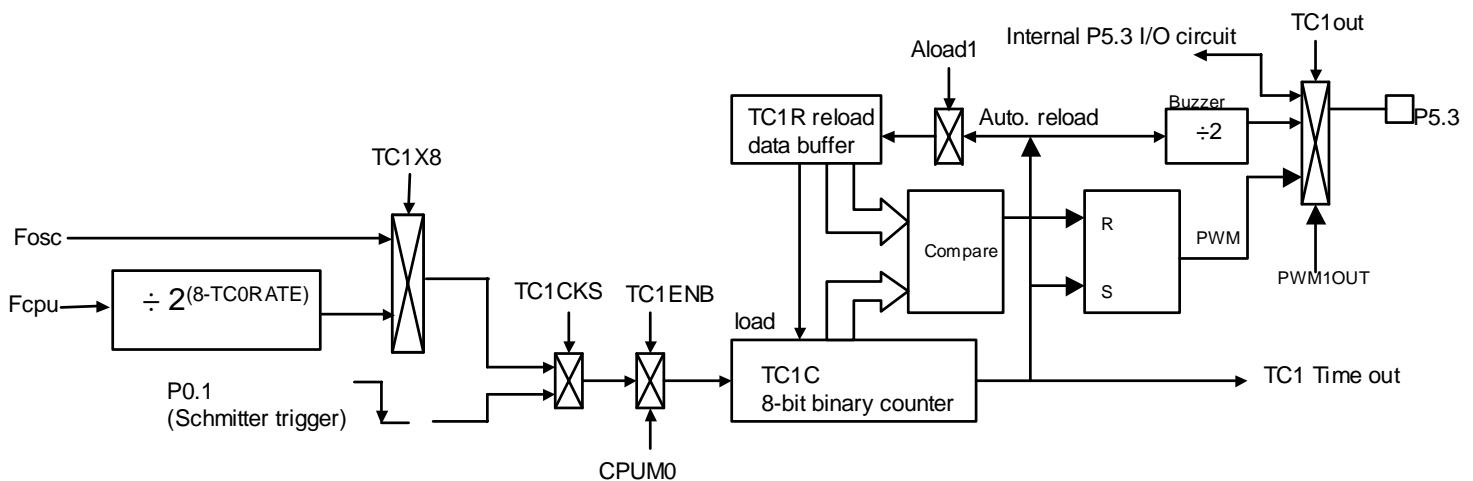 TC1out
Internal P5.3 I/O circuit
Aload1
Buzzer
TC1R reload
data buffer
Auto. reload
÷2
P5.3
TC1X8
Fosc
Compare
R
PWM
S
PWM1OUT
Fcpu
÷ 2(8-TC0RATE)
TC1CKS
TC1ENB
load
P0.1
(Schmitter trigger)
TC1C
8-bit binary counter
TC1 Time out
CPUM0